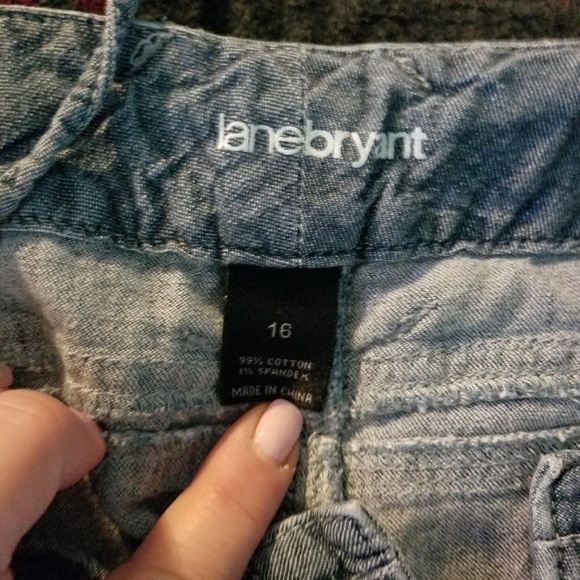 lanebryant
16
99% COTTON
1% SPANDEX
MADE IN CHINA